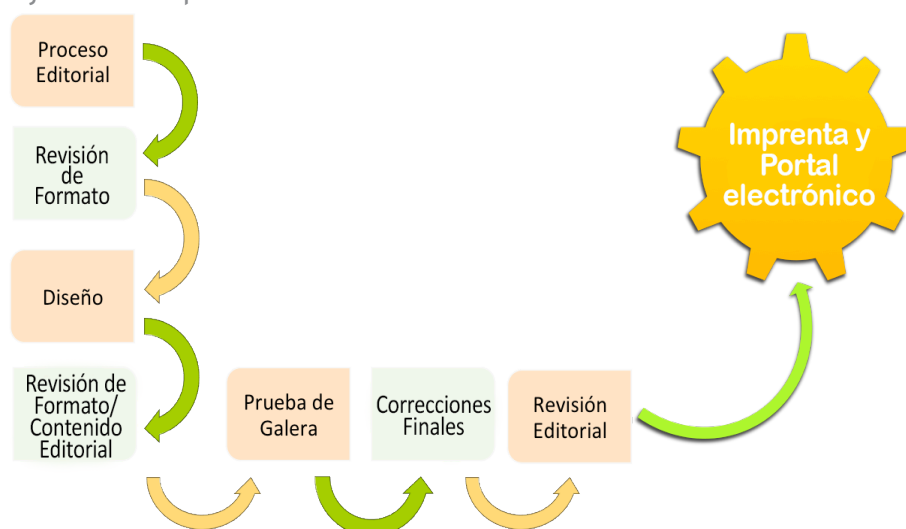 Proceso
Editorial
Revisión
de
Formato
Diseño
Revisión de
Formato/
Contenido
Editorial
Prueba de
Galera
Correcciones
Finales
Revisión
Editorial
Imprenta y
Portal
electrónico